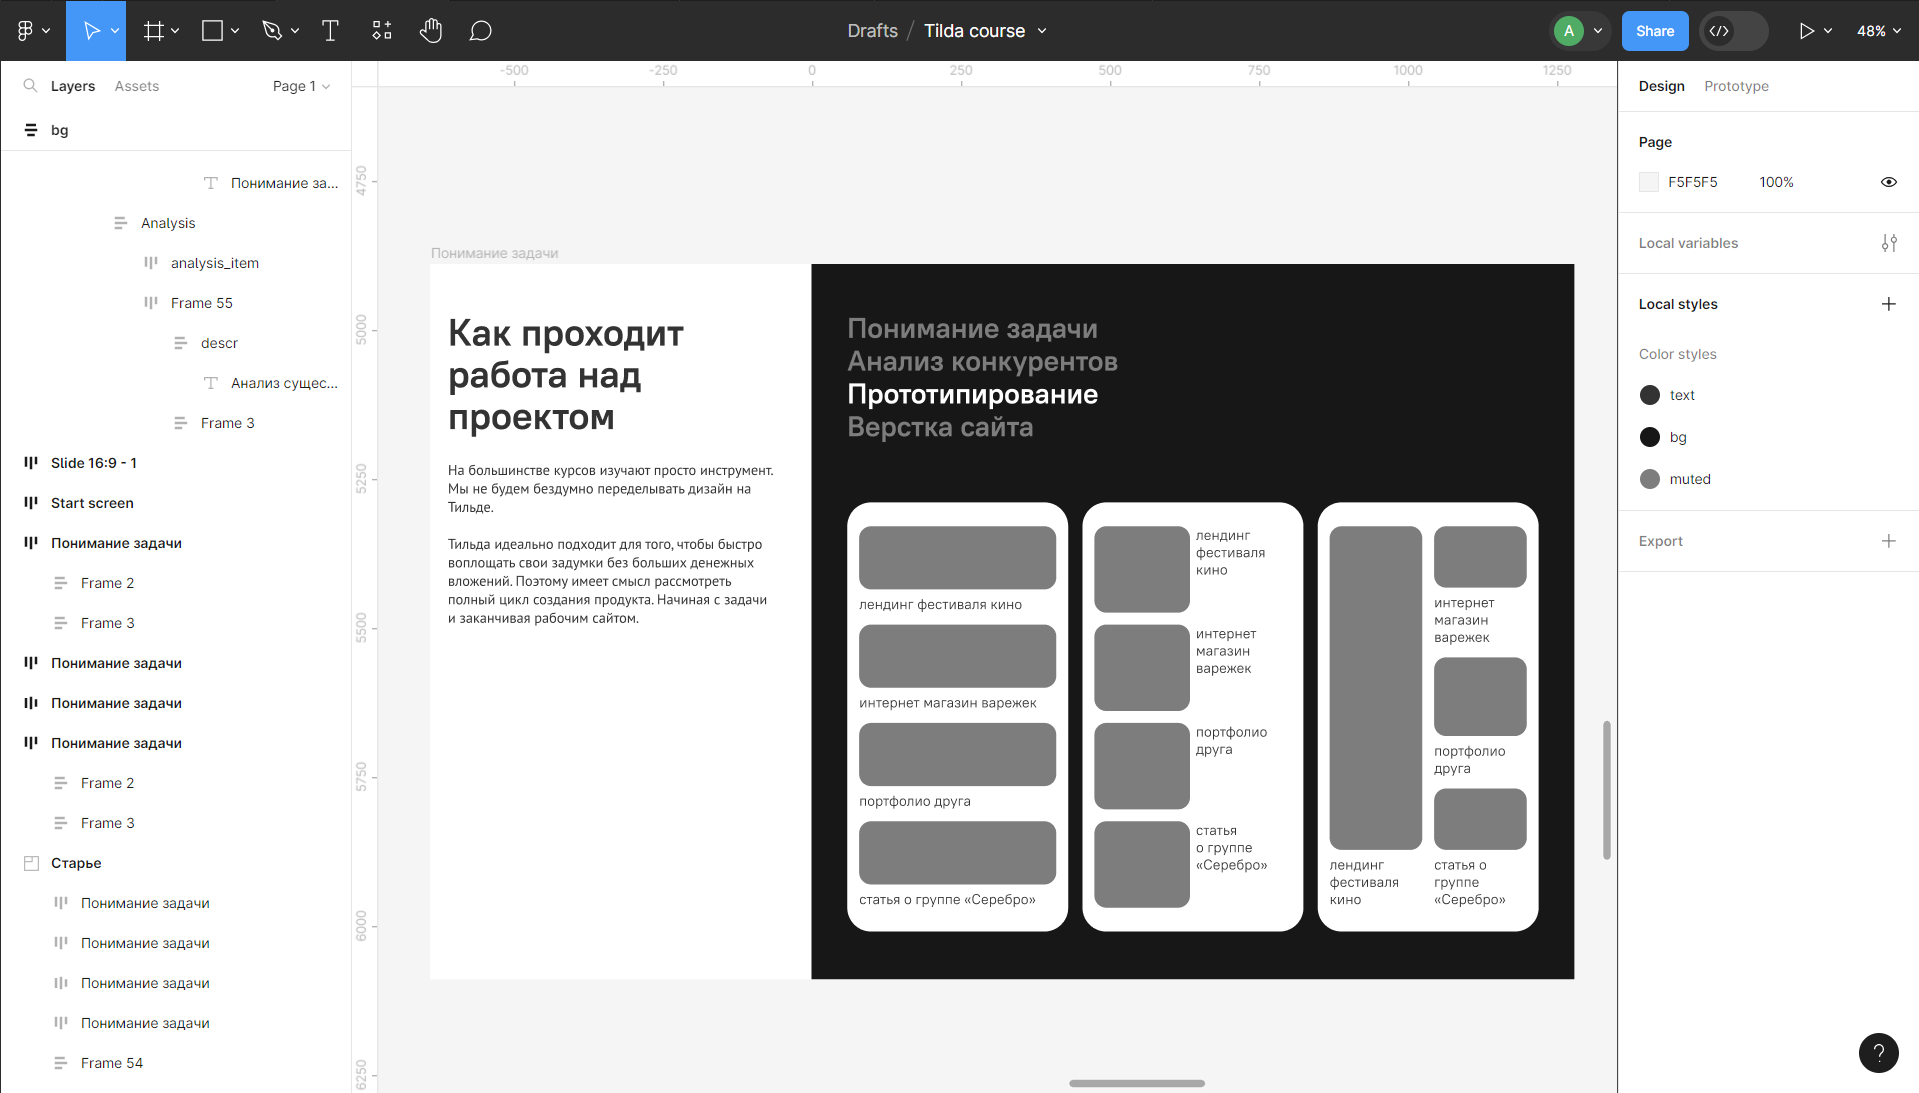 Drafts / Tilda course
A
Share
48%
Layers
Assets
Page 1
bg
Понимание за...
Analysis
analysis_item
Frame 55
descr
Анализ сущес...
Frame 3
Slide 16:9 - 1
Start screen
Понимание задачи
Frame 2
Frame 3
Понимание задачи
Понимание задачи
Понимание задачи
Frame 2
Frame 3
Старье
Понимание задачи
Понимание задачи
Понимание задачи
Понимание задачи
Frame 54
-500
-250
0
250
500
750
1000
1250
4750
5000
5250
5500
5750
6000
6250
Понимание задачи
Как проходит
работа над
проектом
На большинстве курсов изучают просто инструмент.
Мы не будем бездумно переделывать дизайн на
Тильде.
Тильда идеально подходит для того, чтобы быстро
воплощать свои задумки без больших денежных
вложений. Поэтому имеет смысл рассмотреть
полный цикл создания продукта. Начиная с задачи
и заканчивая рабочим сайтом.
Понимание задачи
Анализ конкурентов
Прототипирование
Верстка сайта
лендинг фестиваля кино
интернет магазин варежек
портфолио друга
статья о группе «Серебро»
лендинг
фестиваля
кино
интернет
магазин
варежек
портфолио
друга
статья
о группе
«Серебро»
лендинг
фестиваля
кино
интернет
магазин
варежек
портфолио
друга
статья о
группе
«Серебро»
Design
Prototype
Page
F5F5F5
100%
Local variables
Local styles
Color styles
text
bg
muted
Export
?